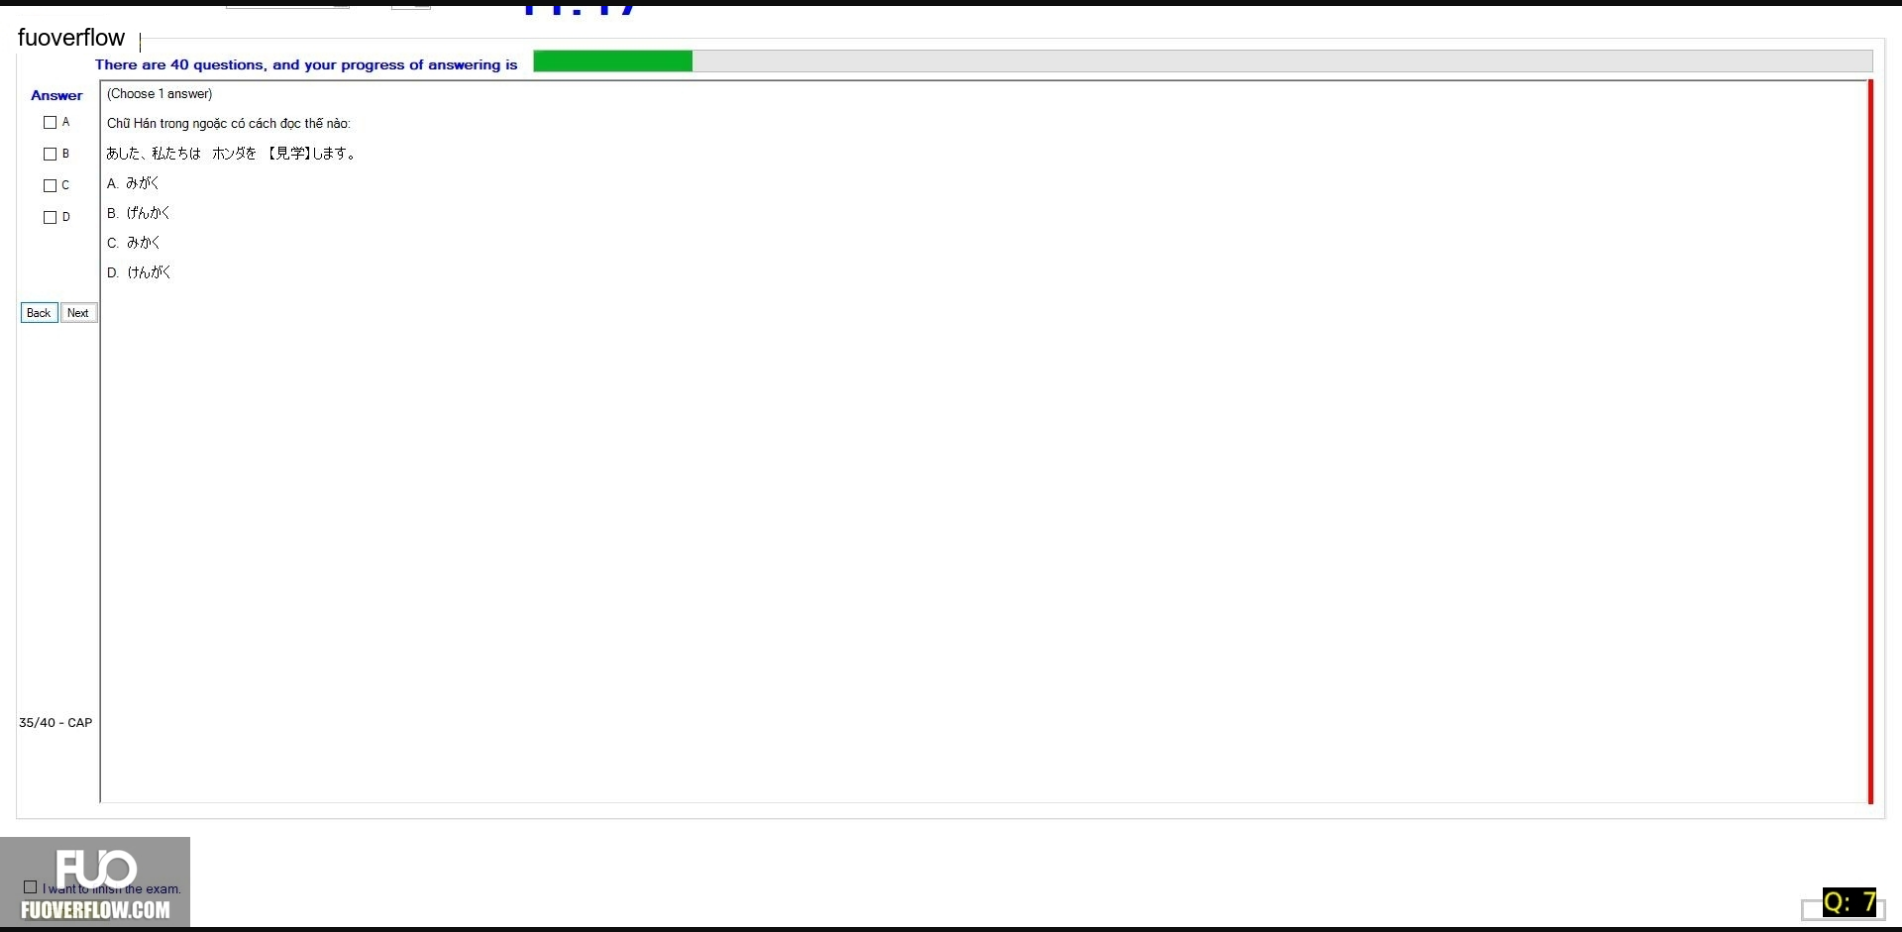 fuoverflow
There are 40 questions, and your progress of answering is
Answer
(Choose 1 answer)
A
Chữ Hán trong ngoặc có cách đọc thế nào:
B
あした、私たちは ホンダを 【見学】します。
C
A. みがく
D
B. げんかく
C. みかく
D. けんがく
Back Next
35/40 - CAP
FUO
I want to finish the exam.
FUOVERFLOW.COM
Q: 7